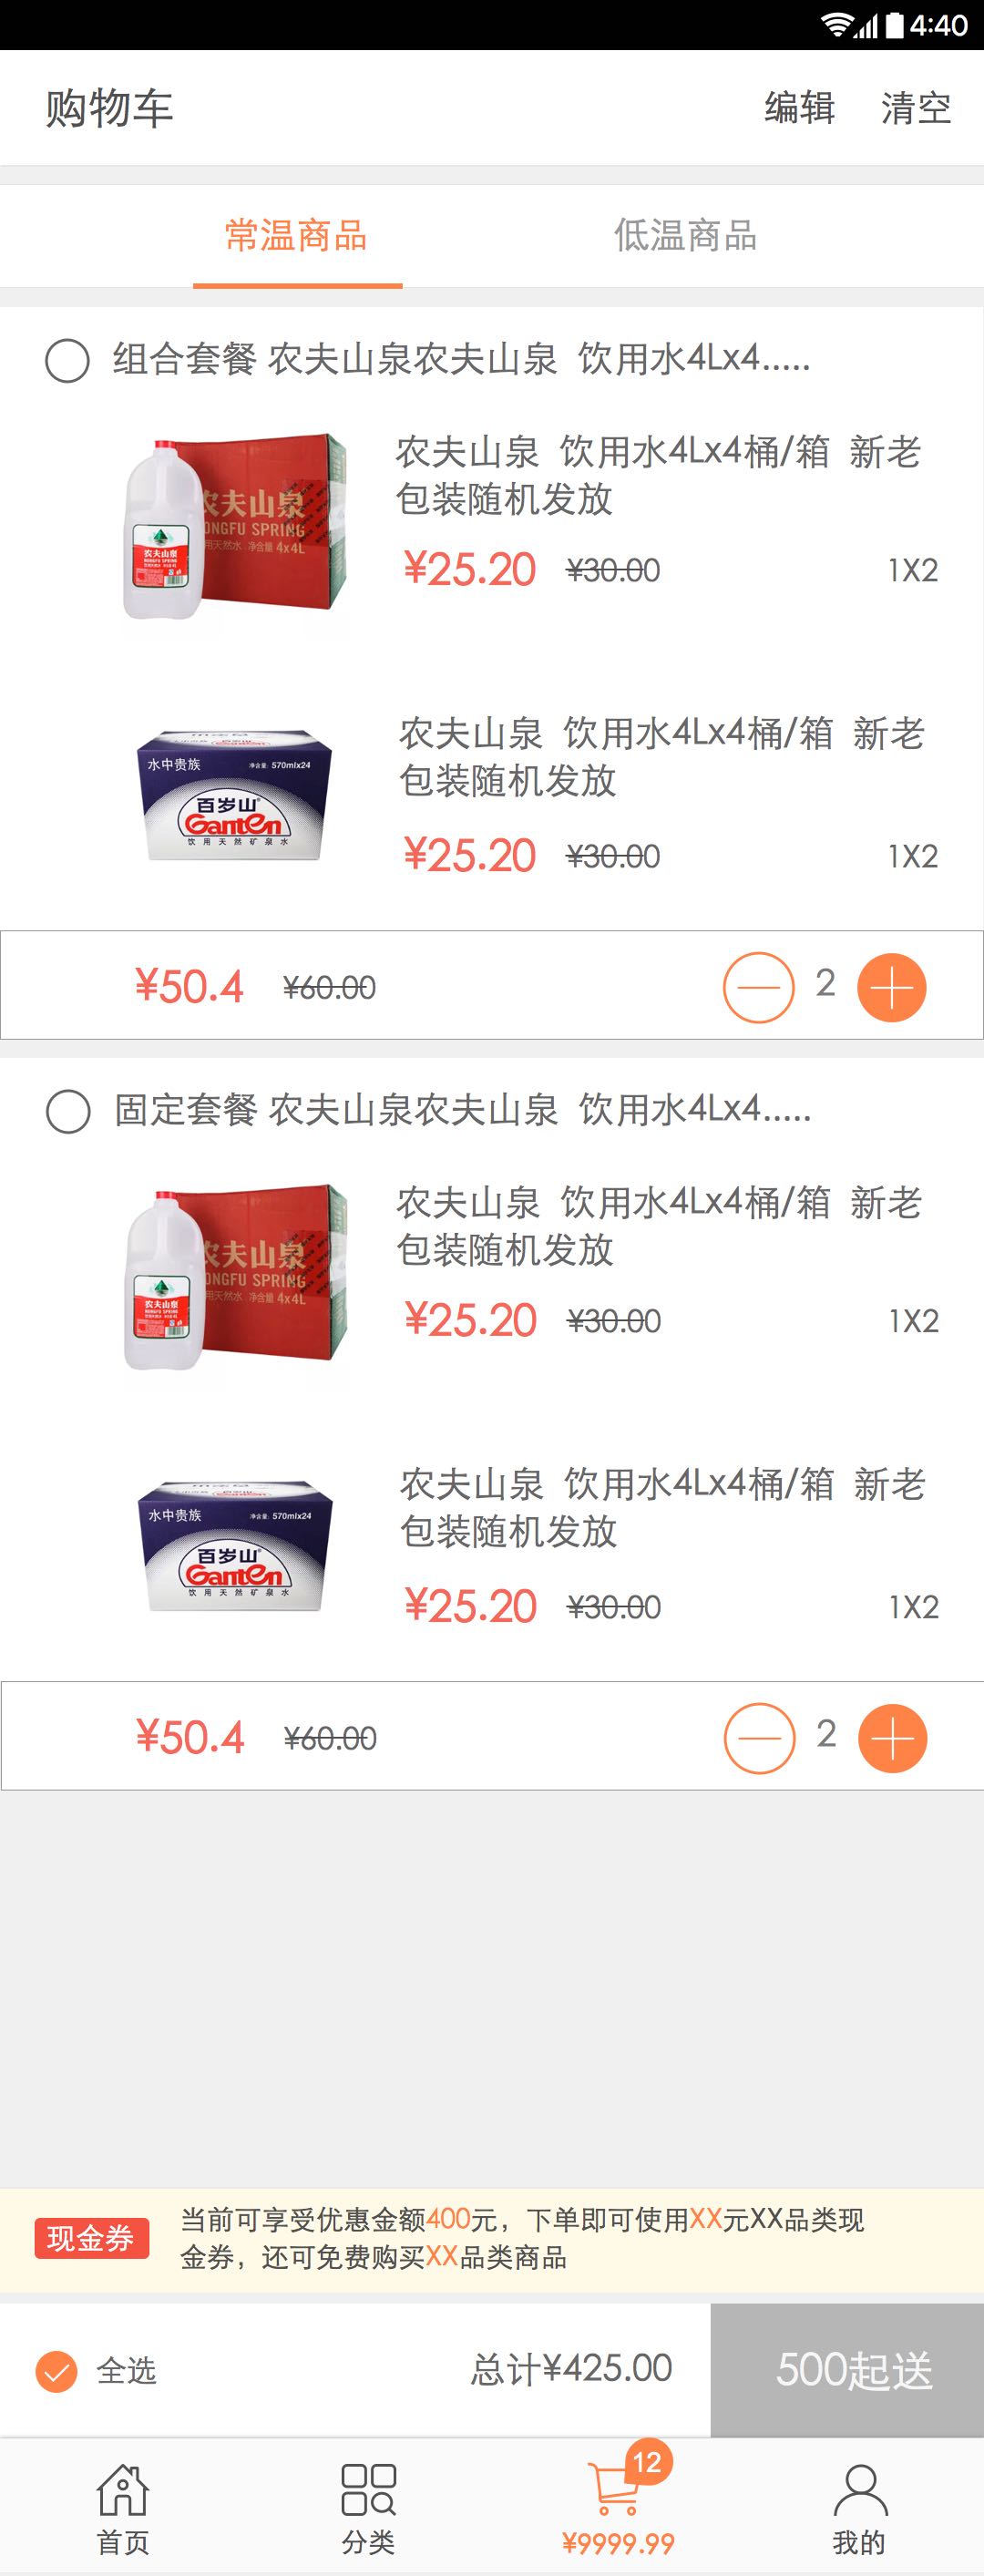 4:40
购物车 编辑 清空
常温商品 低温商品
组合套餐 农夫山泉农夫山泉 饮用水4Lx4.....
农夫山泉 饮用水4Lx4桶/箱 新老
包装随机发放
¥25.20 ¥30.00 1X2
农夫山泉
NONGFU SPRING
净含量 4x4L
农夫山泉 饮用水4Lx4桶/箱 新老
包装随机发放
¥25.20 ¥30.00 1X2
水中贵族 净含量: 570mlx24
百岁山
Ganten
饮用天然矿泉水
¥50.4 ¥60.00 2
固定套餐 农夫山泉农夫山泉 饮用水4Lx4.....
农夫山泉 饮用水4Lx4桶/箱 新老
包装随机发放
¥25.20 ¥30.00 1X2
农夫山泉
NONGFU SPRING
净含量 4x4L
农夫山泉 饮用水4Lx4桶/箱 新老
包装随机发放
¥25.20 ¥30.00 1X2
水中贵族 净含量: 570mlx24
百岁山
Ganten
饮用天然矿泉水
¥50.4 ¥60.00 2
现金券
当前可享受优惠金额400元，下单即可使用XX元XX品类现
金券，还可免费购买XX品类商品
全选 总计¥425.00 500起送
12
首页 分类 ¥9999.99 我的